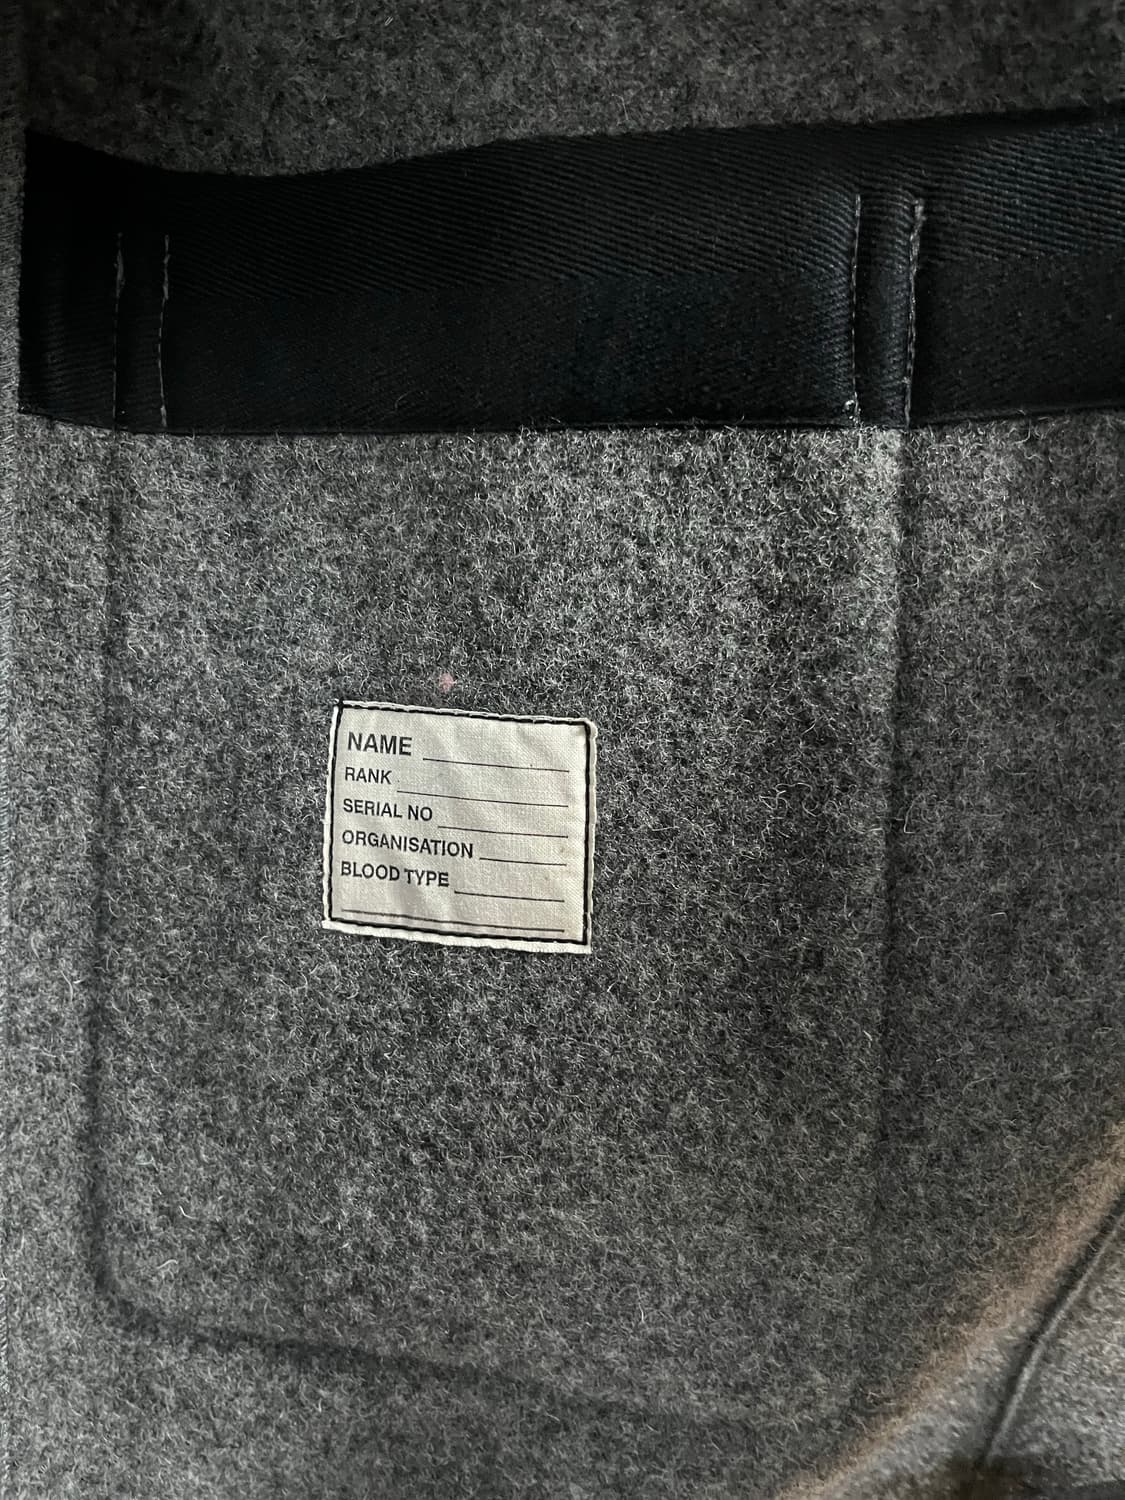 NAME
RANK
SERIAL NO
ORGANISATION
BLOOD TYPE